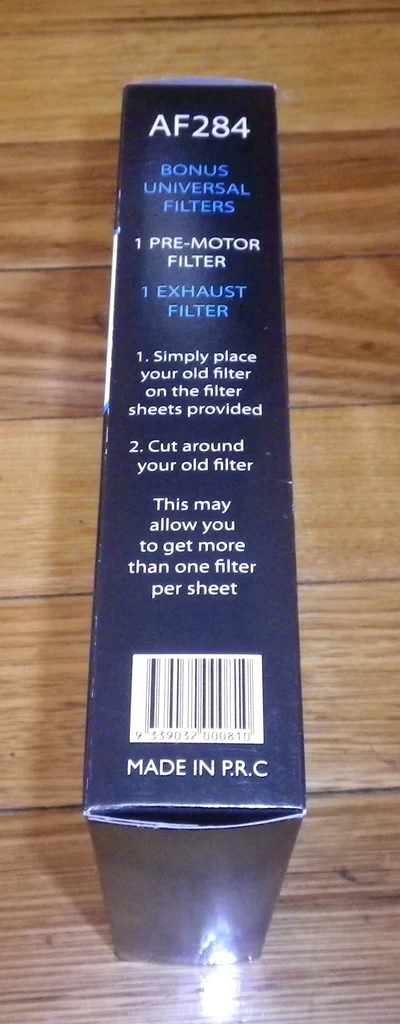 AF284
BONUS
UNIVERSAL
FILTERS
1 PRE-MOTOR
FILTER
1 EXHAUST
FILTER
1. Simply place
your old filter
on the filter
sheets provided
2. Cut around
your old filter
This may
allow you
to get more
than one filter
per sheet
9 339032 000810
MADE IN P.R.C